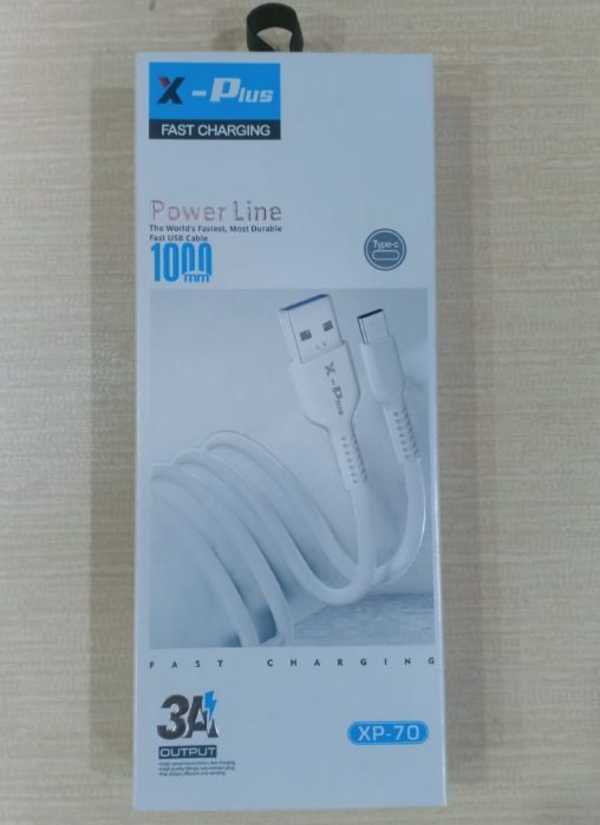 X-Plus
FAST CHARGING
Power Line
The World's Fastest, Most Durable
Fast USB Cable
Type-c
1000
mm
X-Plus
FAST CHARGING
3A
OUTPUT
XP-70